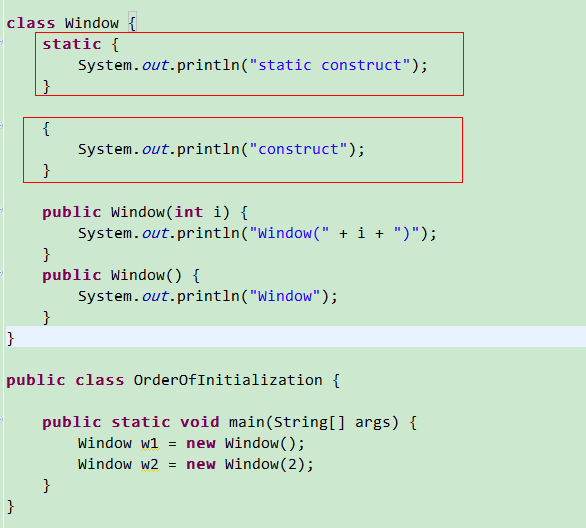 class Window {
    static {
        System.out.println("static construct");
    }

    {
        System.out.println("construct");
    }

    public Window(int i) {
        System.out.println("Window(" + i + ")");
    }
    public Window() {
        System.out.println("Window");
    }
}

public class OrderOfInitialization {

    public static void main(String[] args) {
        Window w1 = new Window();
        Window w2 = new Window(2);
    }
}